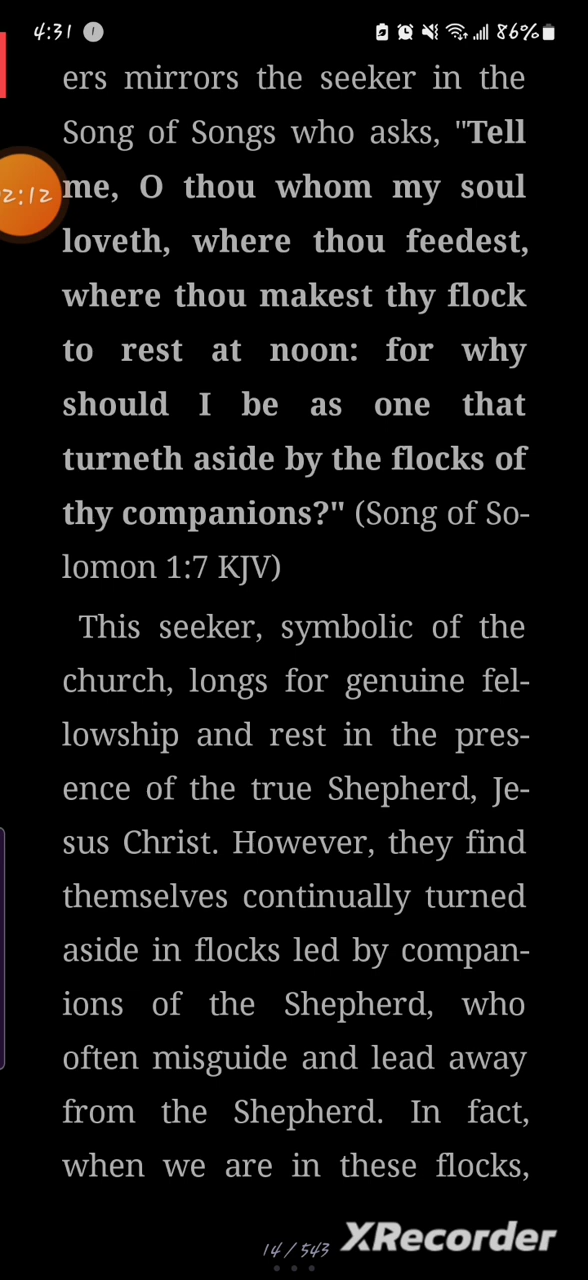 4:31
86%
ers mirrors the seeker in the
Song of Songs who asks, "Tell
2:12
me, O thou whom my soul
loveth, where thou feedest,
where thou makest thy flock
to rest at noon: for why
should I be as one that
turneth aside by the flocks of
thy companions?" (Song of So-
lomon 1:7 KJV)
This seeker, symbolic of the
church, longs for genuine fel-
lowship and rest in the pres-
ence of the true Shepherd, Je-
sus Christ. However, they find
themselves continually turned
aside in flocks led by compan-
ions of the Shepherd, who
often misguide and lead away
from the Shepherd. In fact,
when we are in these flocks,
14/543
XRecorder